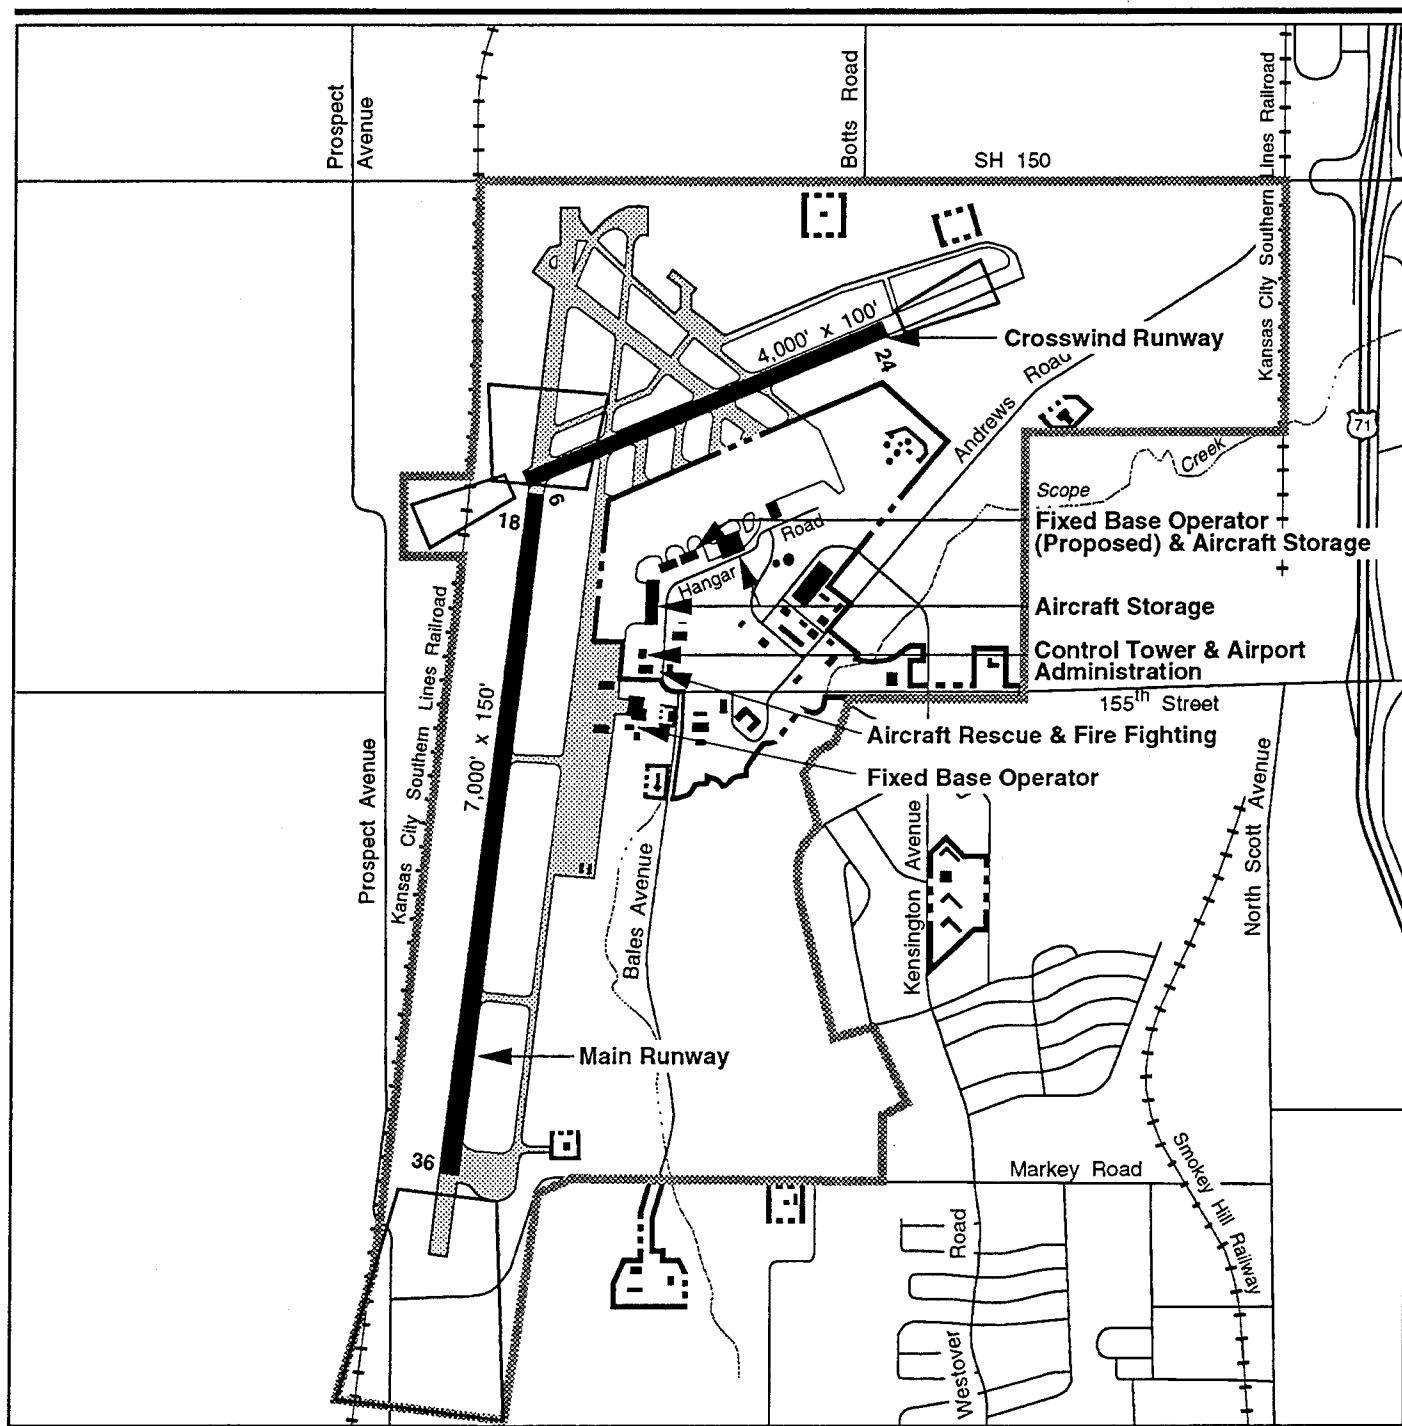 Prospect
Avenue
Botts Road
SH 150
Kansas City Southern Lines Railroad
4,000' x 100'
24
Crosswind Runway
Andrews Road
71
Creek
Scope
6
18
Road
Hangar
Fixed Base Operator
(Proposed) & Aircraft Storage
Aircraft Storage
Control Tower & Airport
Administration
155th Street
Aircraft Rescue & Fire Fighting
Fixed Base Operator
7,000' x 150'
Kansas City Southern Lines Railroad
Prospect Avenue
Bales Avenue
Kensington Avenue
North Scott Avenue
Main Runway
36
Markey Road
Smokey Hill Railway
Westover Road